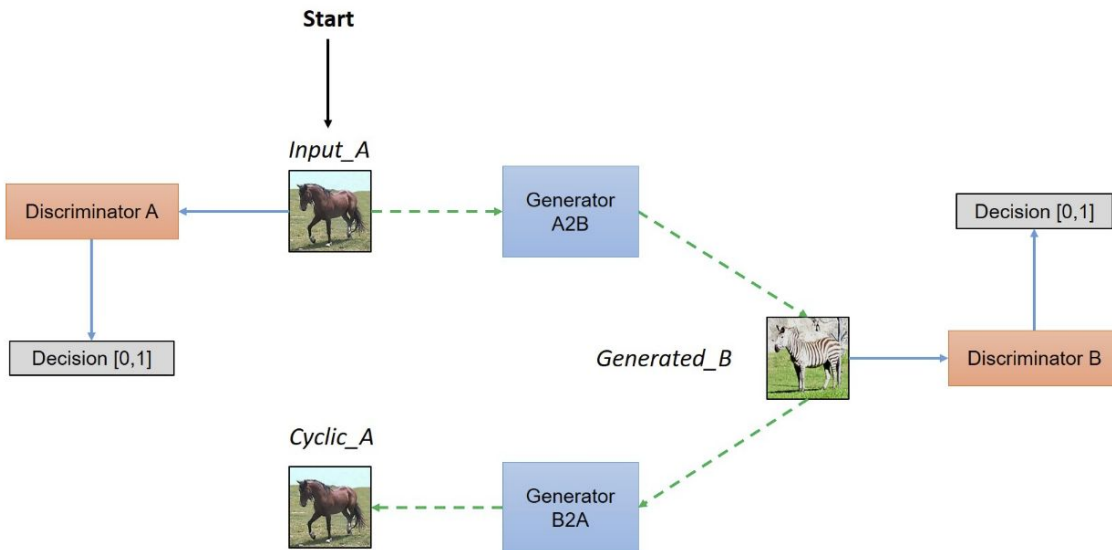 Start
Input_A
Discriminator A
Generator
A2B
Decision [0,1]
Decision [0,1]
Generated_B
Discriminator B
Cyclic_A
Generator
B2A